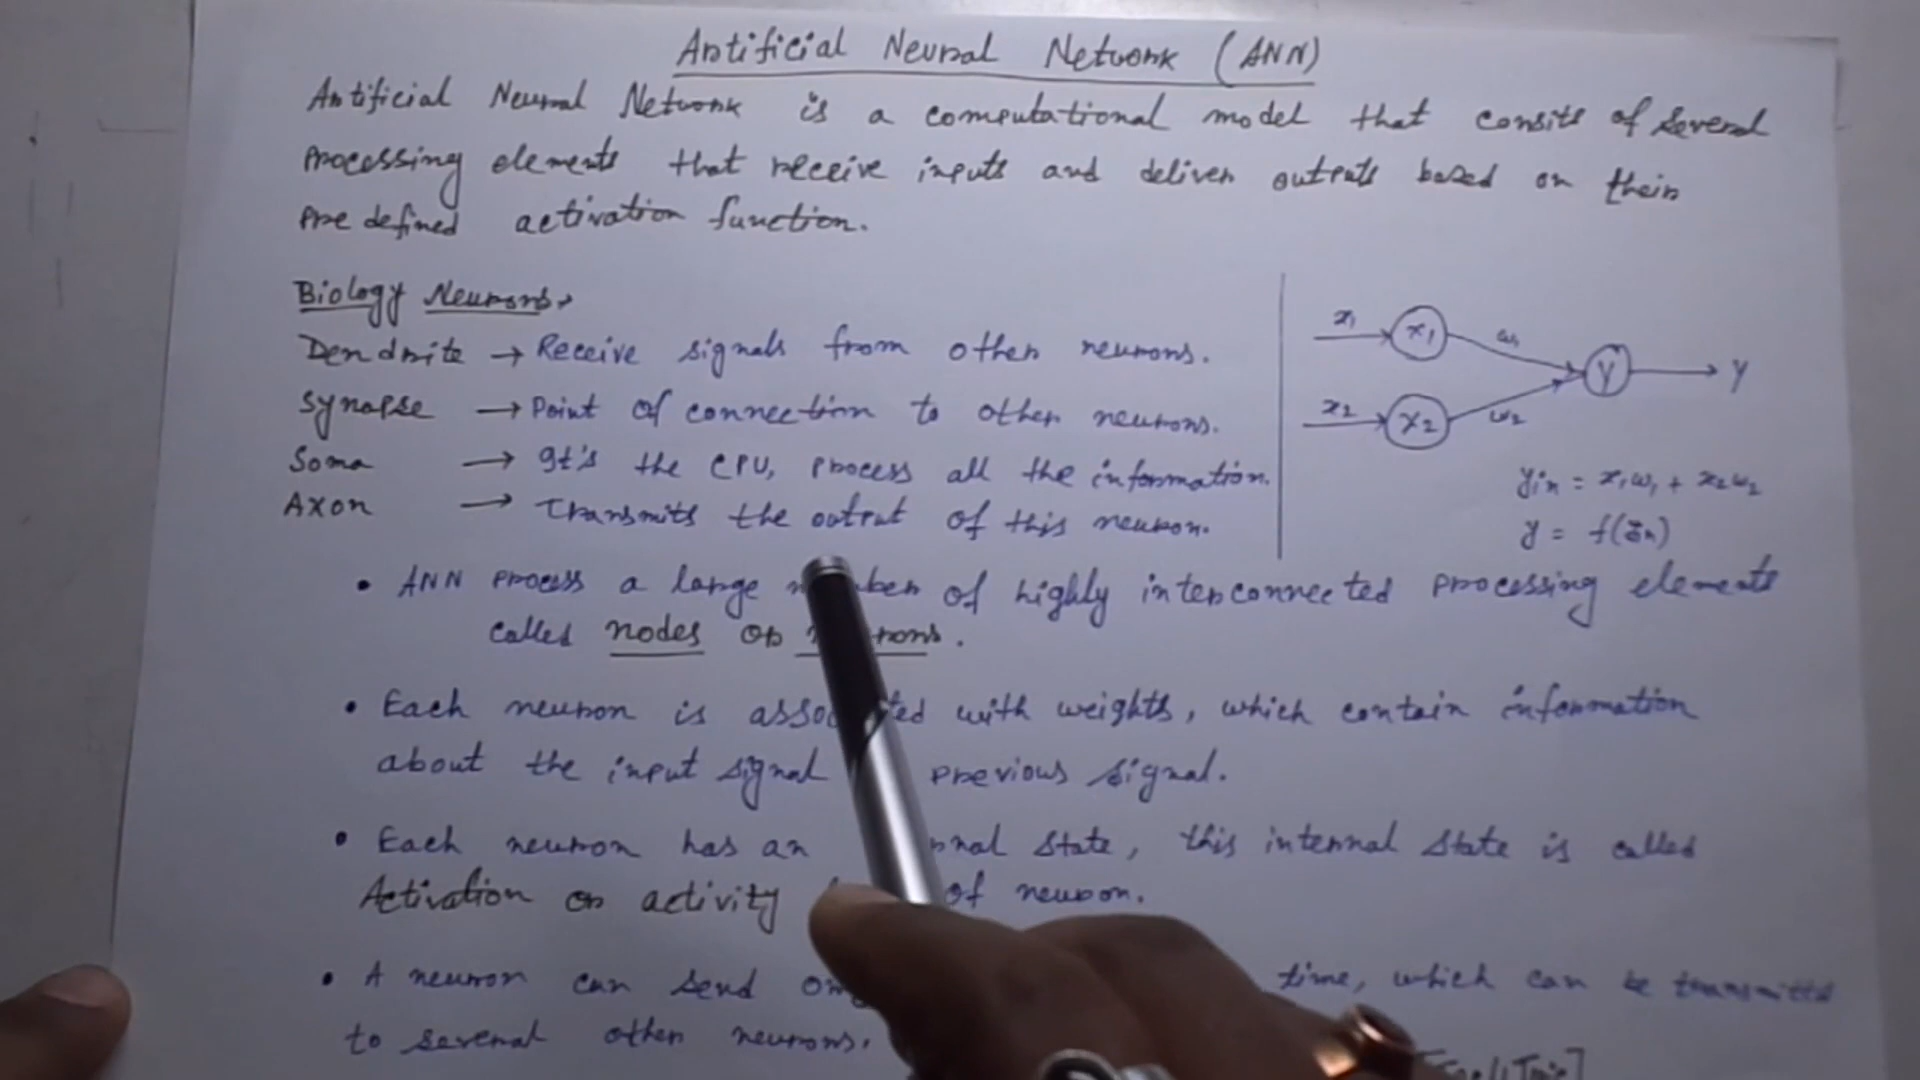 Artificial Neural Network (ANN)
Artificial Neural Network is a computational model that consits of several
processing elements that receive inputs and deliver outputs based on their
Pre defined activation function.
Biology Neurons,
Dendrite → Receive signals from other neurons.
Synapse → Point of connection to other neurons.
Soma → It's the CPU, process all the information.
Axon → Transmits the output of this neuron.
x1 X1 w1
Y y
x2 X2 w2
yin = x1w1 + x2w2
y = f(
• ANN process a large of highly interconnected processing elements
called nodes or
• Each neuron is with weights, which contain information
about the input signal previous signal.
• Each neuron has an state, this internal state is called
Activation or activity of neuron.
• A neuron can send time, which can be transmitted
to several other neurons.